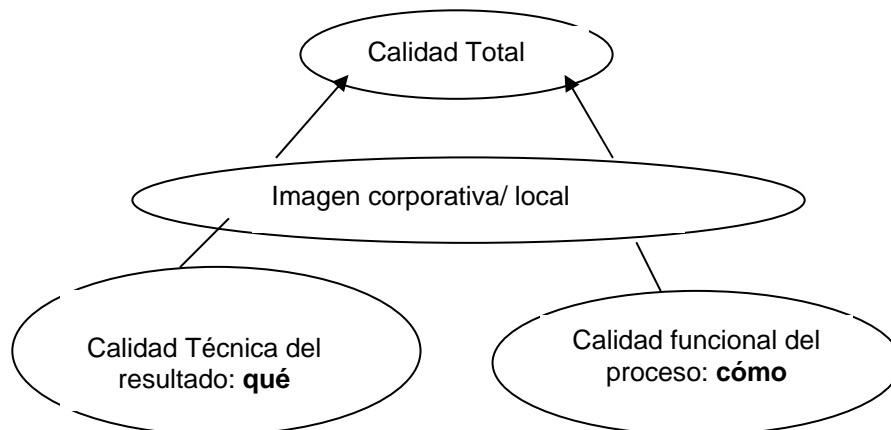 Calidad Total
Imagen corporativa/ local
Calidad Técnica del
resultado: qué
Calidad funcional del
proceso: cómo